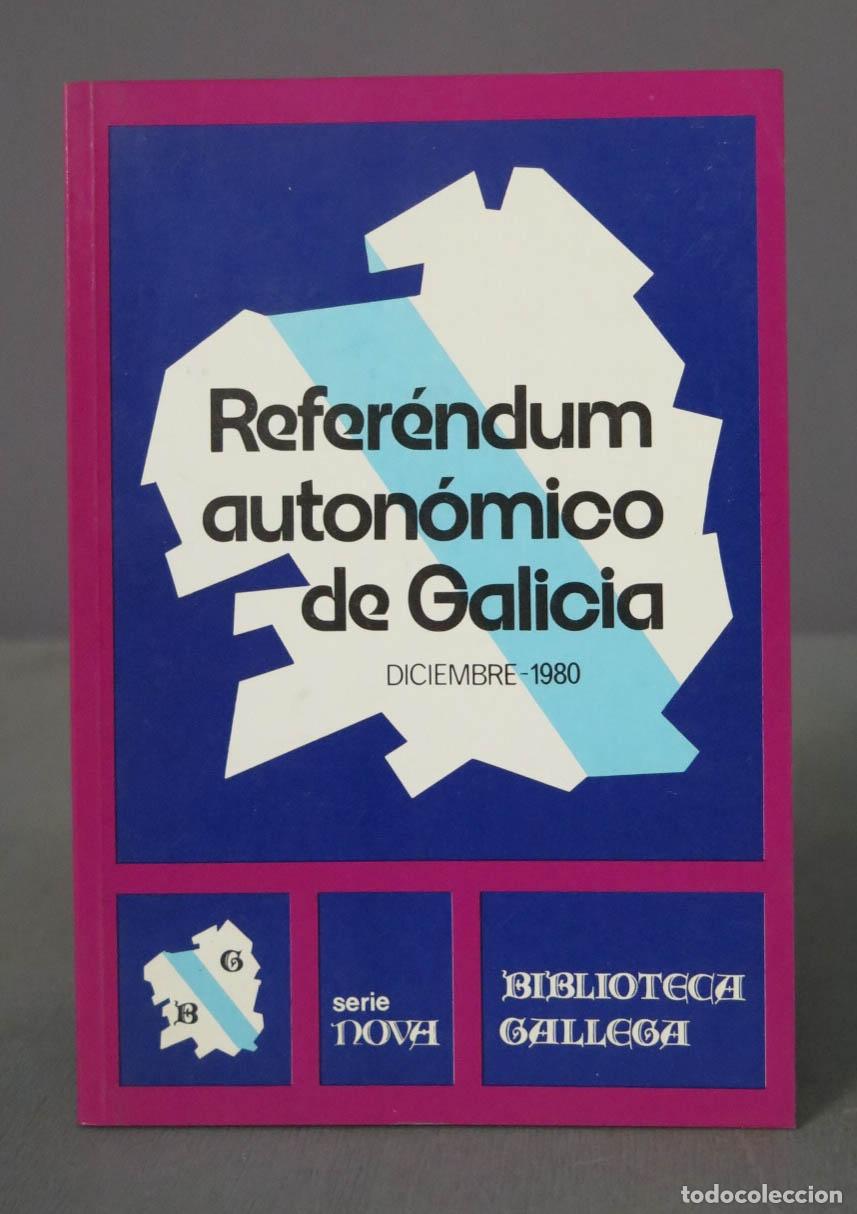 Referéndum
autonómico
de Galicia
DICIEMBRE-1980
G
B
serie
NOVA
BIBLIOTECA
GALLEGA
todocoleccion